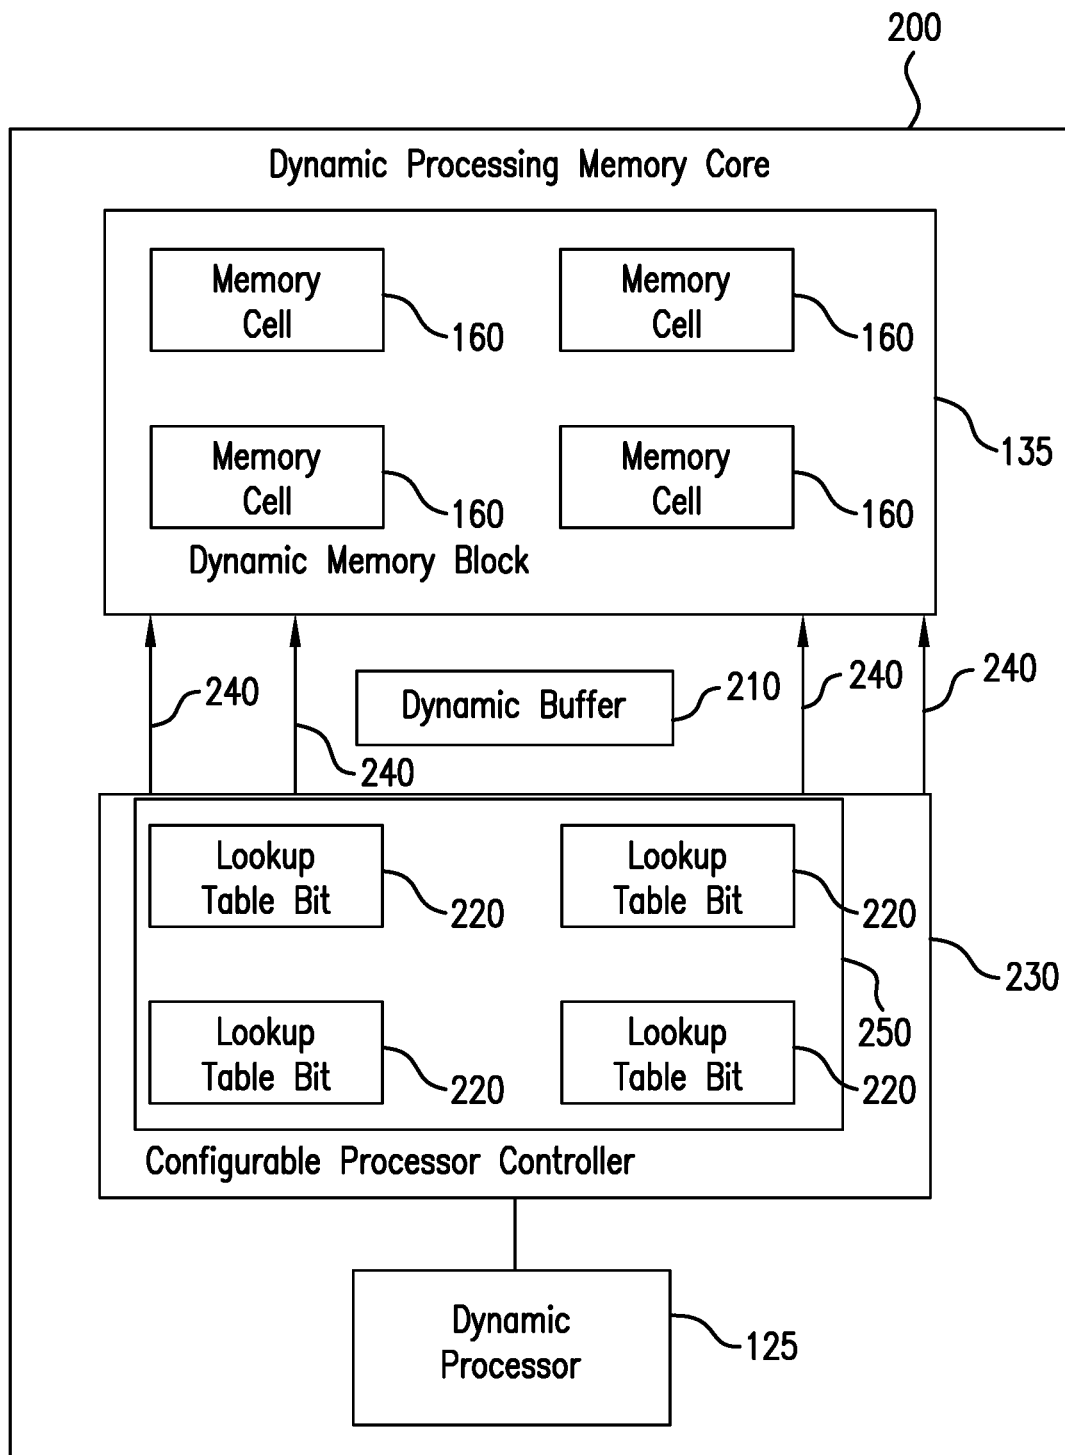 200
Dynamic Processing Memory Core
Memory
Cell
160
Memory
Cell
160
135
Memory
Cell
160
Memory
Cell
160
Dynamic Memory Block
240
240
Dynamic Buffer
210
240
240
Lookup
Table Bit
220
Lookup
Table Bit
220
230
250
Lookup
Table Bit
220
Lookup
Table Bit
220
Configurable Processor Controller
Dynamic
Processor
125